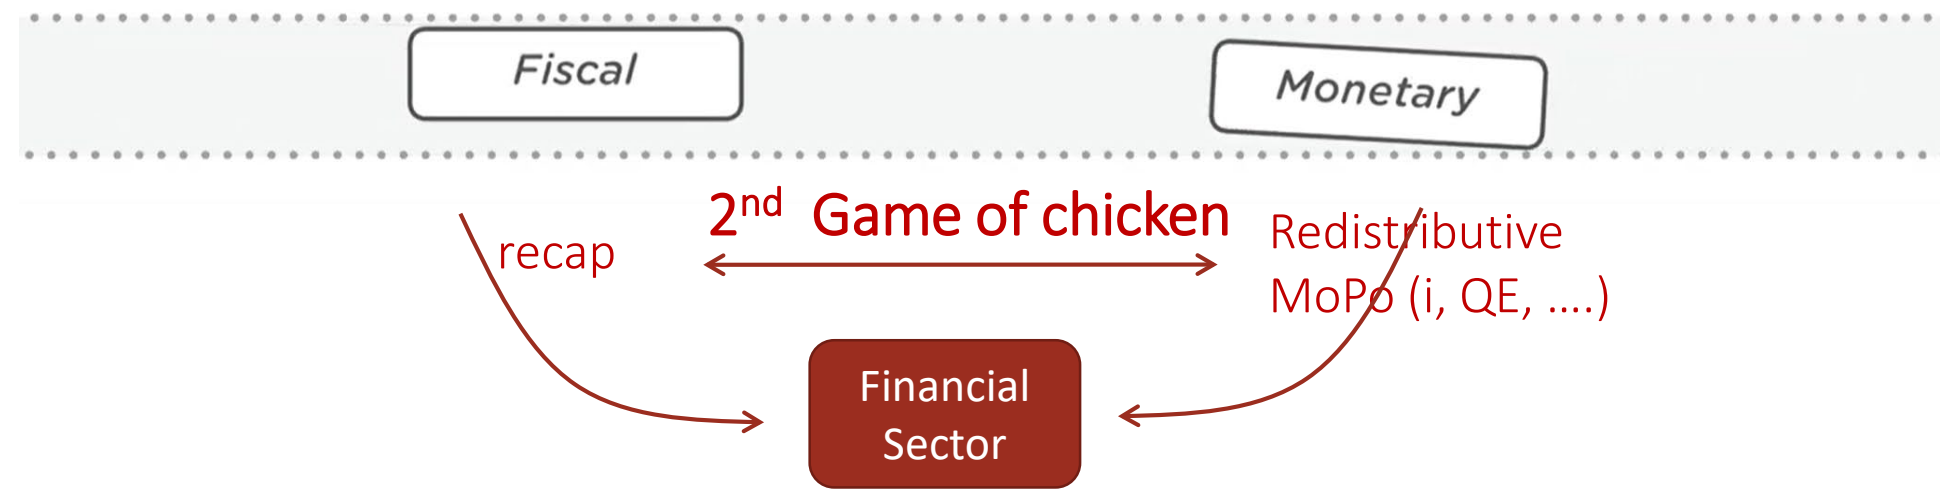 Fiscal
Monetary
2nd Game of chicken
recap
Redistributive
MoPo (i, QE, ....)
Financial
Sector